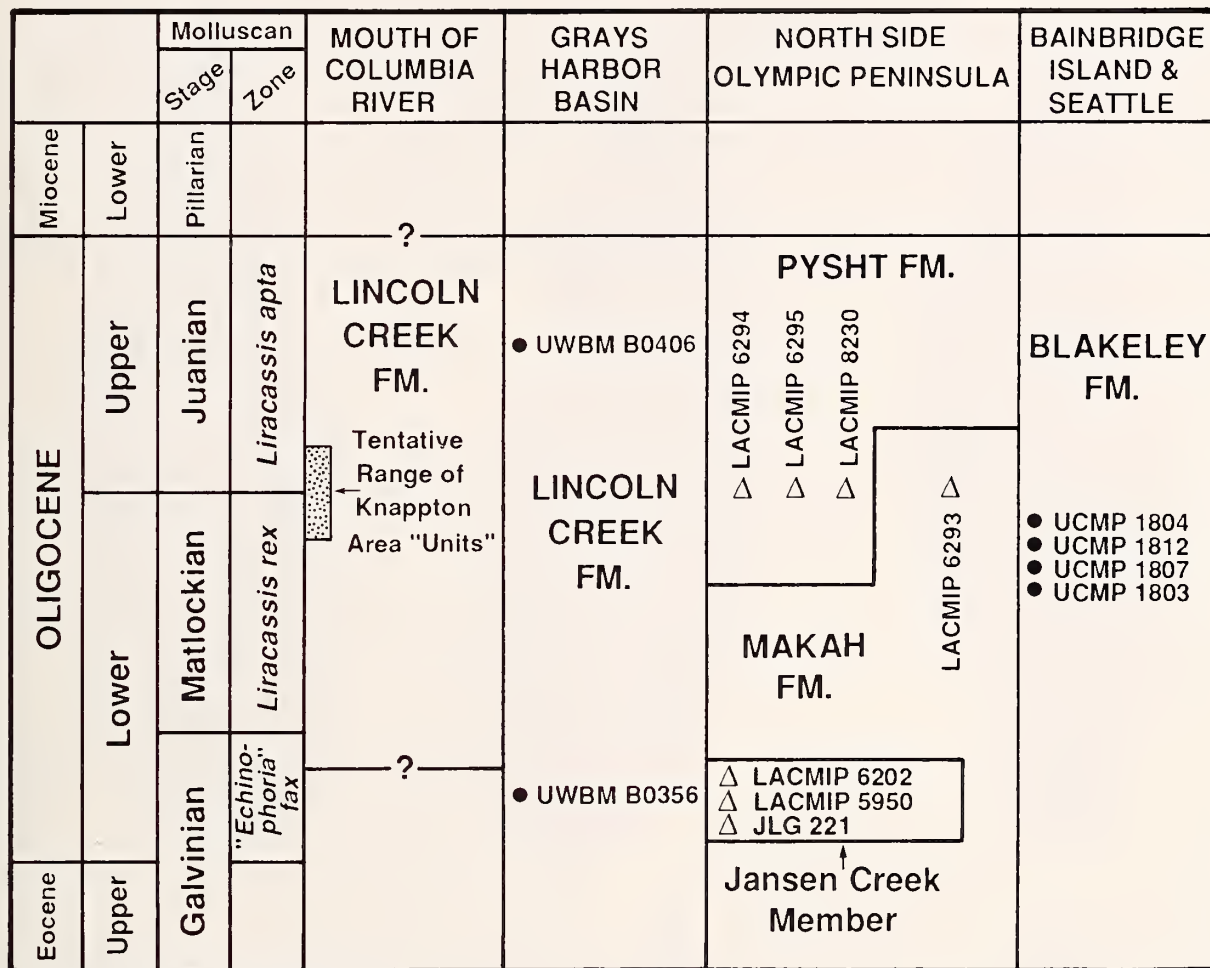 Molluscan
Stage
Zone
MOUTH OF
COLUMBIA
RIVER
GRAYS
HARBOR
BASIN
NORTH SIDE
OLYMPIC PENINSULA
BAINBRIDGE
ISLAND &
SEATTLE
Miocene
Lower
Pillarian
?
OLIGOCENE
Upper
Juanian
Liracassis apta
LINCOLN
CREEK
FM.
Tentative
Range of
Knappton
Area "Units"
Lower
Matlockian
Liracassis rex
Galvinian
"Echino-
phoria"
fax
?
Eocene
Upper
● UWBM B0406
LINCOLN
CREEK
FM.
● UWBM B0356
PYSHT FM.
Δ LACMIP 6294
Δ LACMIP 6295
Δ LACMIP 8230
LACMIP 6293 Δ
MAKAH
FM.
Δ LACMIP 6202
Δ LACMIP 5950
Δ JLG 221
Jansen Creek
Member
BLAKELEY
FM.
● UCMP 1804
● UCMP 1812
● UCMP 1807
● UCMP 1803